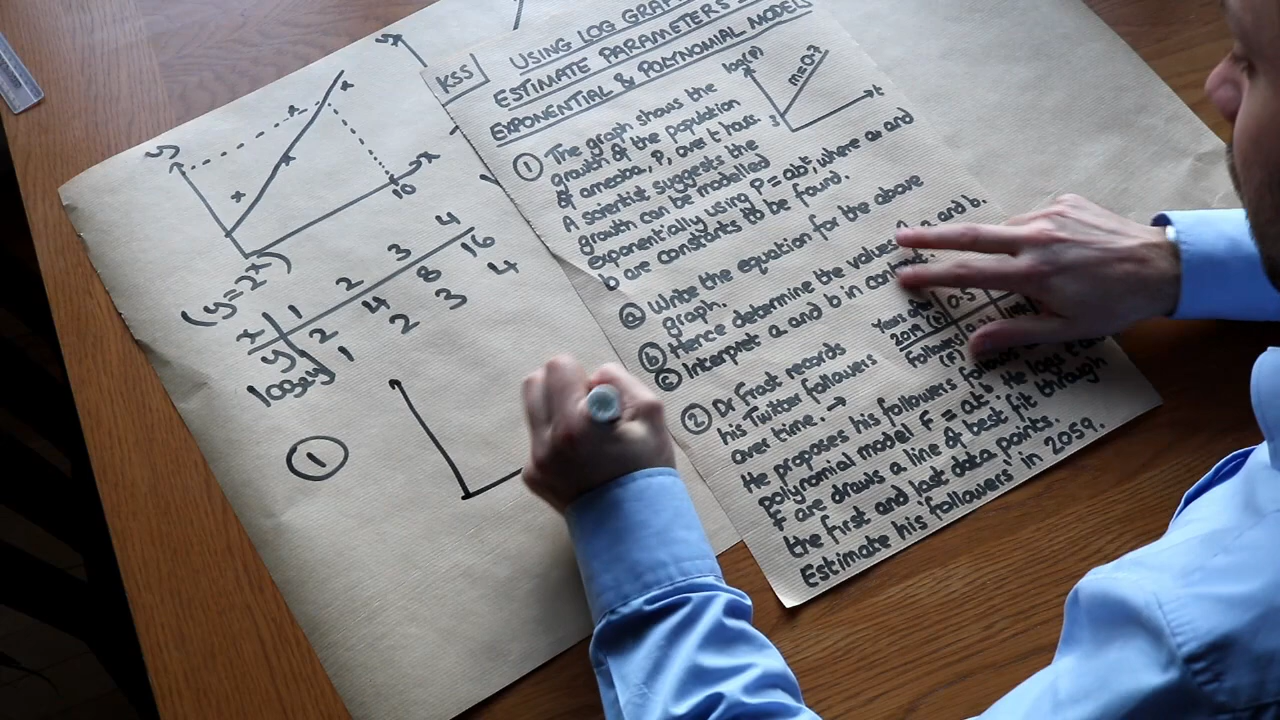 y
x
10
(y=2ˣ)
x 1 2 3 4
y 2 4 8 16
log₂y 1 2 3 4
①
y
KSS
USING LOG
ESTIMATE PARAMETERS
EXPONENTIAL & POLYNOMIAL MODELS
log(P)
m=0.3
3
t
① The graph shows the
growth of the population
of amoeba, P, over t hours.
A scientist suggests the
growth can be modelled
exponentially using P = abᵗ, where a and
b are constants to be found.
ⓐ Write the equation for the above
graph.
ⓑ Hence determine the values a and b.
ⓒ Interpret a and b in context.
② Dr Frost records
his Twitter followers
over time. →
Years after
2019 (t) 0.5
Followers
(F)
He proposes his followers follows
polynomial model F = atᵇ. He logs t
F are draws a line of best fit through
the first and last data points.
Estimate his followers in 2059.